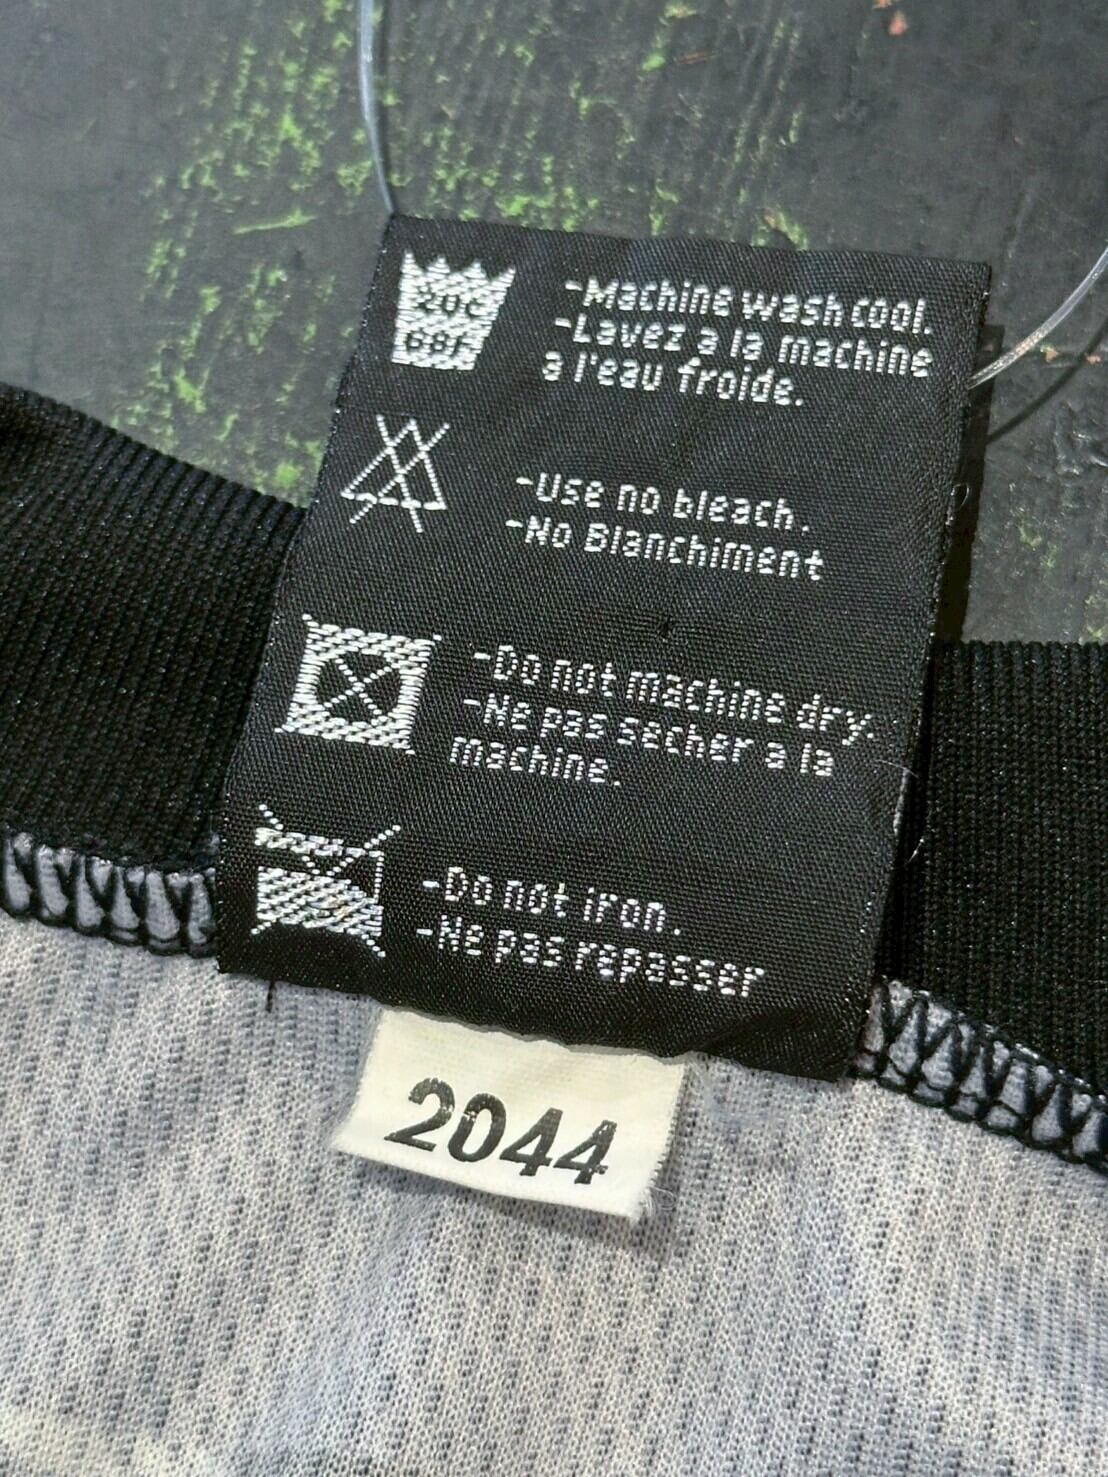 20c
68f
-Machine wash cool.
-Lavez a la machine
a l'eau froide.
-use no bleach.
-No Blanchiment
-Do not machine dry.
-Ne pas secher a la
machine.
-Do not iron.
-Ne pas repasser
2044